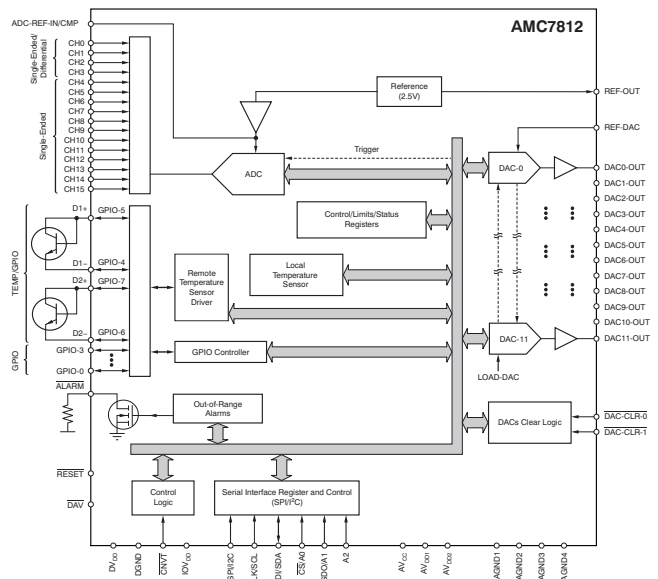 AMC7812
ADC-REF-IN/CMP
Single-Ended/
Differential
Single-Ended
CH0
CH1
CH2
CH3
CH4
CH5
CH6
CH7
CH8
CH9
CH10
CH11
CH12
CH13
CH14
CH15
Reference
(2.5V)
REF-OUT
REF-DAC
Trigger
ADC
DAC-0
DAC0-OUT
DAC1-OUT
DAC2-OUT
DAC3-OUT
DAC4-OUT
DAC5-OUT
DAC6-OUT
DAC7-OUT
DAC8-OUT
DAC9-OUT
DAC10-OUT
DAC11-OUT
Control/Limits/Status
Registers
TEMP/GPIO
D1+
GPIO-5
D1−
GPIO-4
D2+
GPIO-7
D2−
GPIO-6
Remote
Temperature
Sensor
Driver
Local
Temperature
Sensor
DAC-11
LOAD-DAC
GPIO
GPIO-3
GPIO-0
GPIO Controller
ALARM
Out-of-Range
Alarms
DACs Clear Logic
DAC-CLR-0
DAC-CLR-1
RESET
DAV
Control
Logic
Serial Interface Register and Control
(SPI/I²C)
DVDD
DGND
CNVT
IOVDD
SPI/I2C
CS/A0
A2
AVCC
AVDD1
AVDD2
AGND1
AGND2
AGND3
AGND4